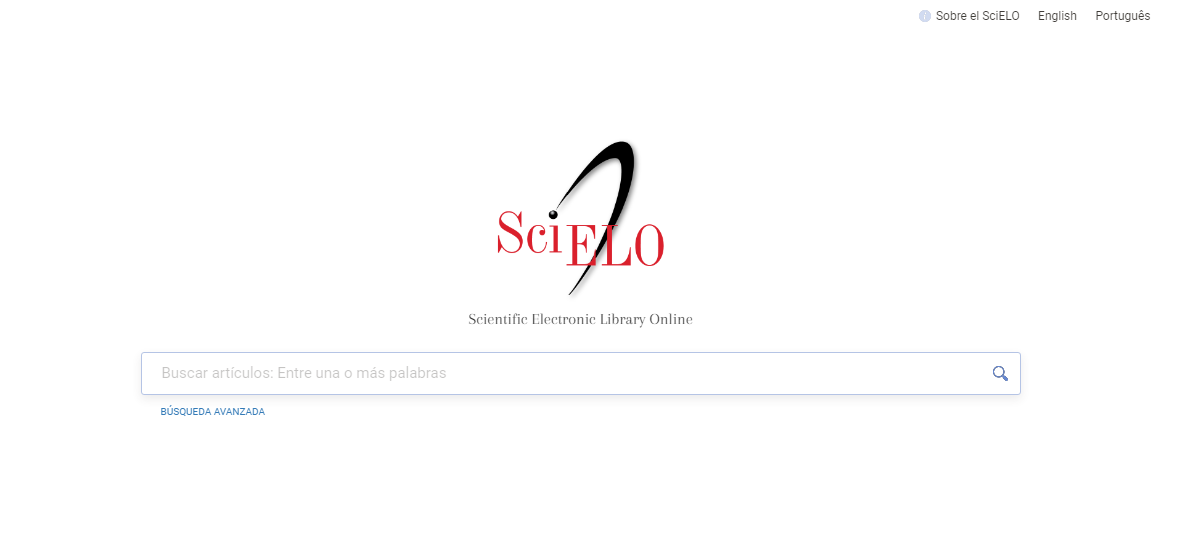 Sobre el SciELO English Português
SciELO
Scientific Electronic Library Online
Buscar artículos: Entre una o más palabras
BÚSQUEDA AVANZADA